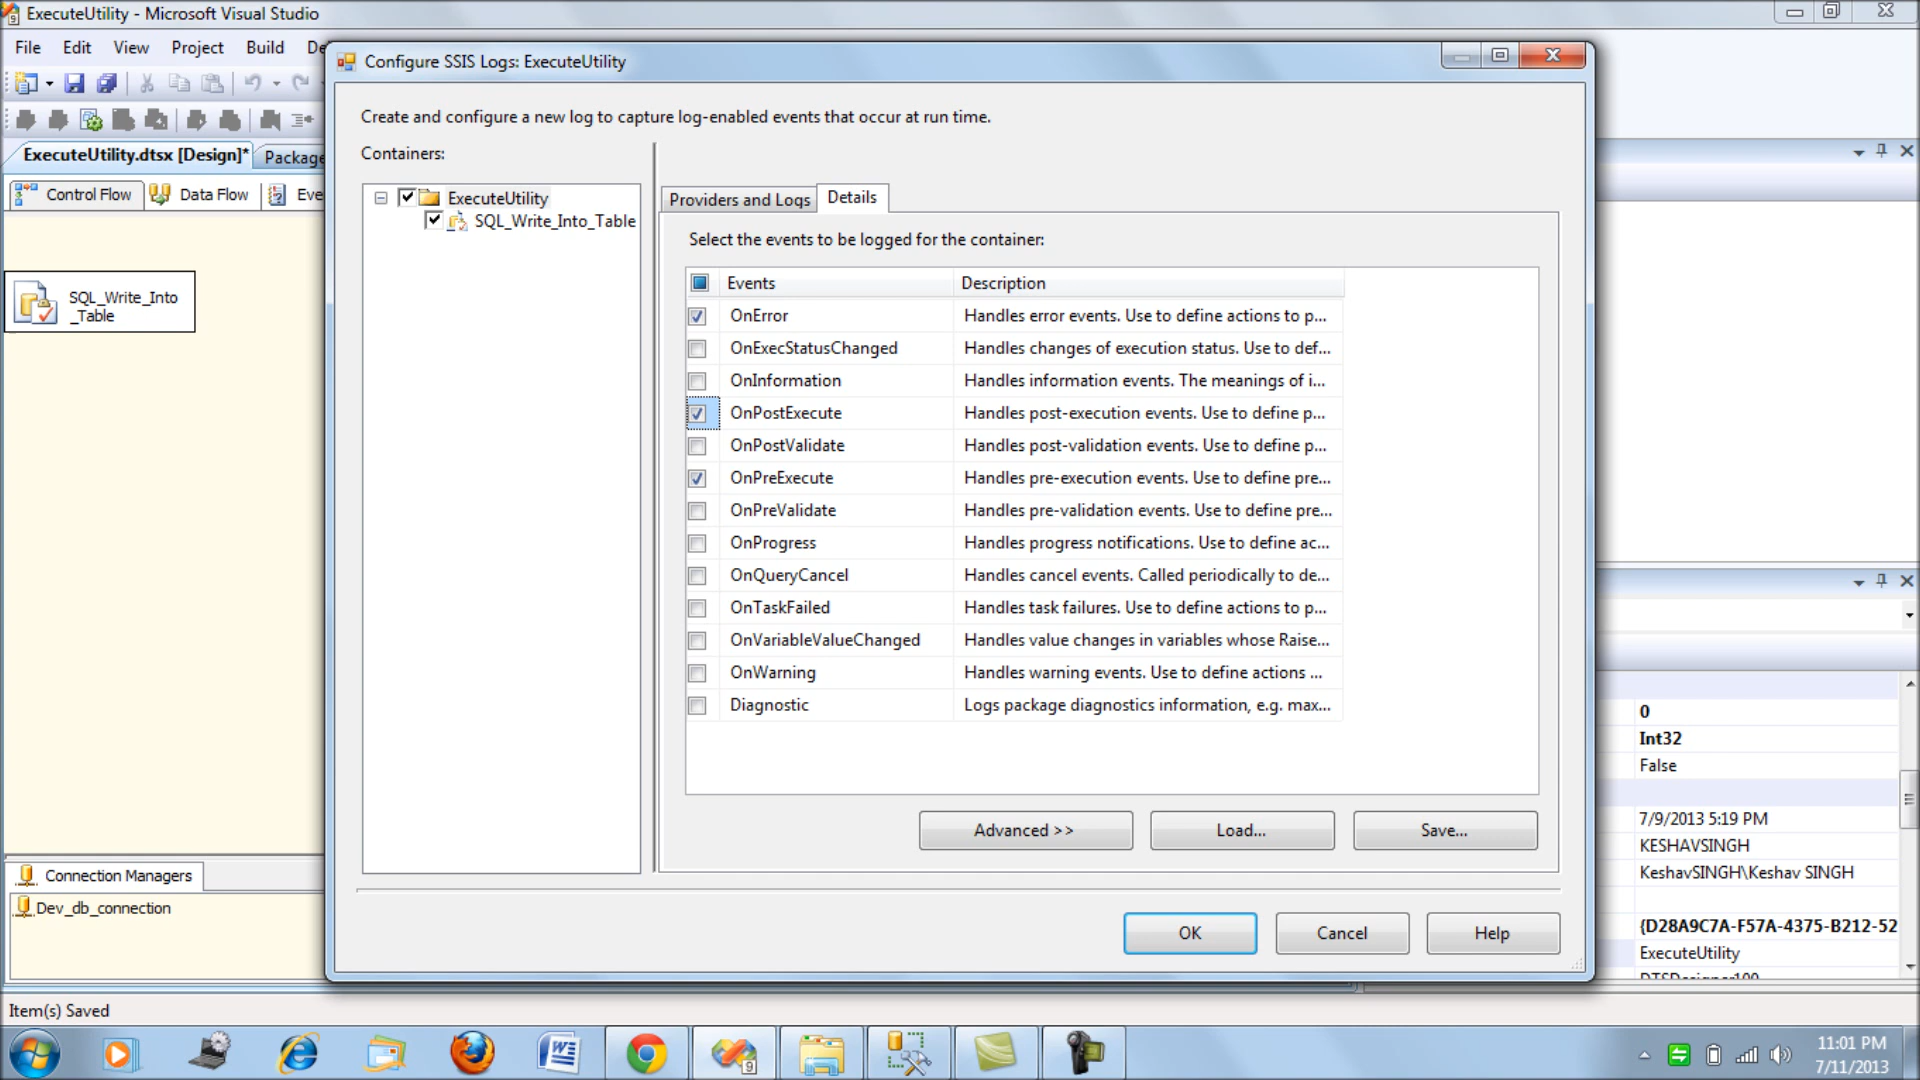 ExecuteUtility - Microsoft Visual Studio
File Edit View Project Build
Configure SSIS Logs: ExecuteUtility
Create and configure a new log to capture log-enabled events that occur at run time.
Containers:
ExecuteUtility.dtsx [Design]*
Package
Control Flow
Data Flow
ExecuteUtility
SQL_Write_Into_Table
Providers and Logs
Details
Select the events to be logged for the container:
SQL_Write_Into
_Table
Events Description
OnError Handles error events. Use to define actions to p...
OnExecStatusChanged Handles changes of execution status. Use to def...
OnInformation Handles information events. The meanings of i...
OnPostExecute Handles post-execution events. Use to define p...
OnPostValidate Handles post-validation events. Use to define p...
OnPreExecute Handles pre-execution events. Use to define pre...
OnPreValidate Handles pre-validation events. Use to define pre...
OnProgress Handles progress notifications. Use to define ac...
OnQueryCancel Handles cancel events. Called periodically to de...
OnTaskFailed Handles task failures. Use to define actions to p...
OnVariableValueChanged Handles value changes in variables whose Raise...
OnWarning Handles warning events. Use to define actions ...
Diagnostic Logs package diagnostics information, e.g. max...
Advanced >> Load... Save...
OK Cancel Help
Connection Managers
Dev_db_connection
0
Int32
False
7/9/2013 5:19 PM
KESHAVSINGH
KeshavSINGH\Keshav SINGH
{D28A9C7A-F57A-4375-B212-52
ExecuteUtility
Item(s) Saved
11:01 PM
7/11/2013